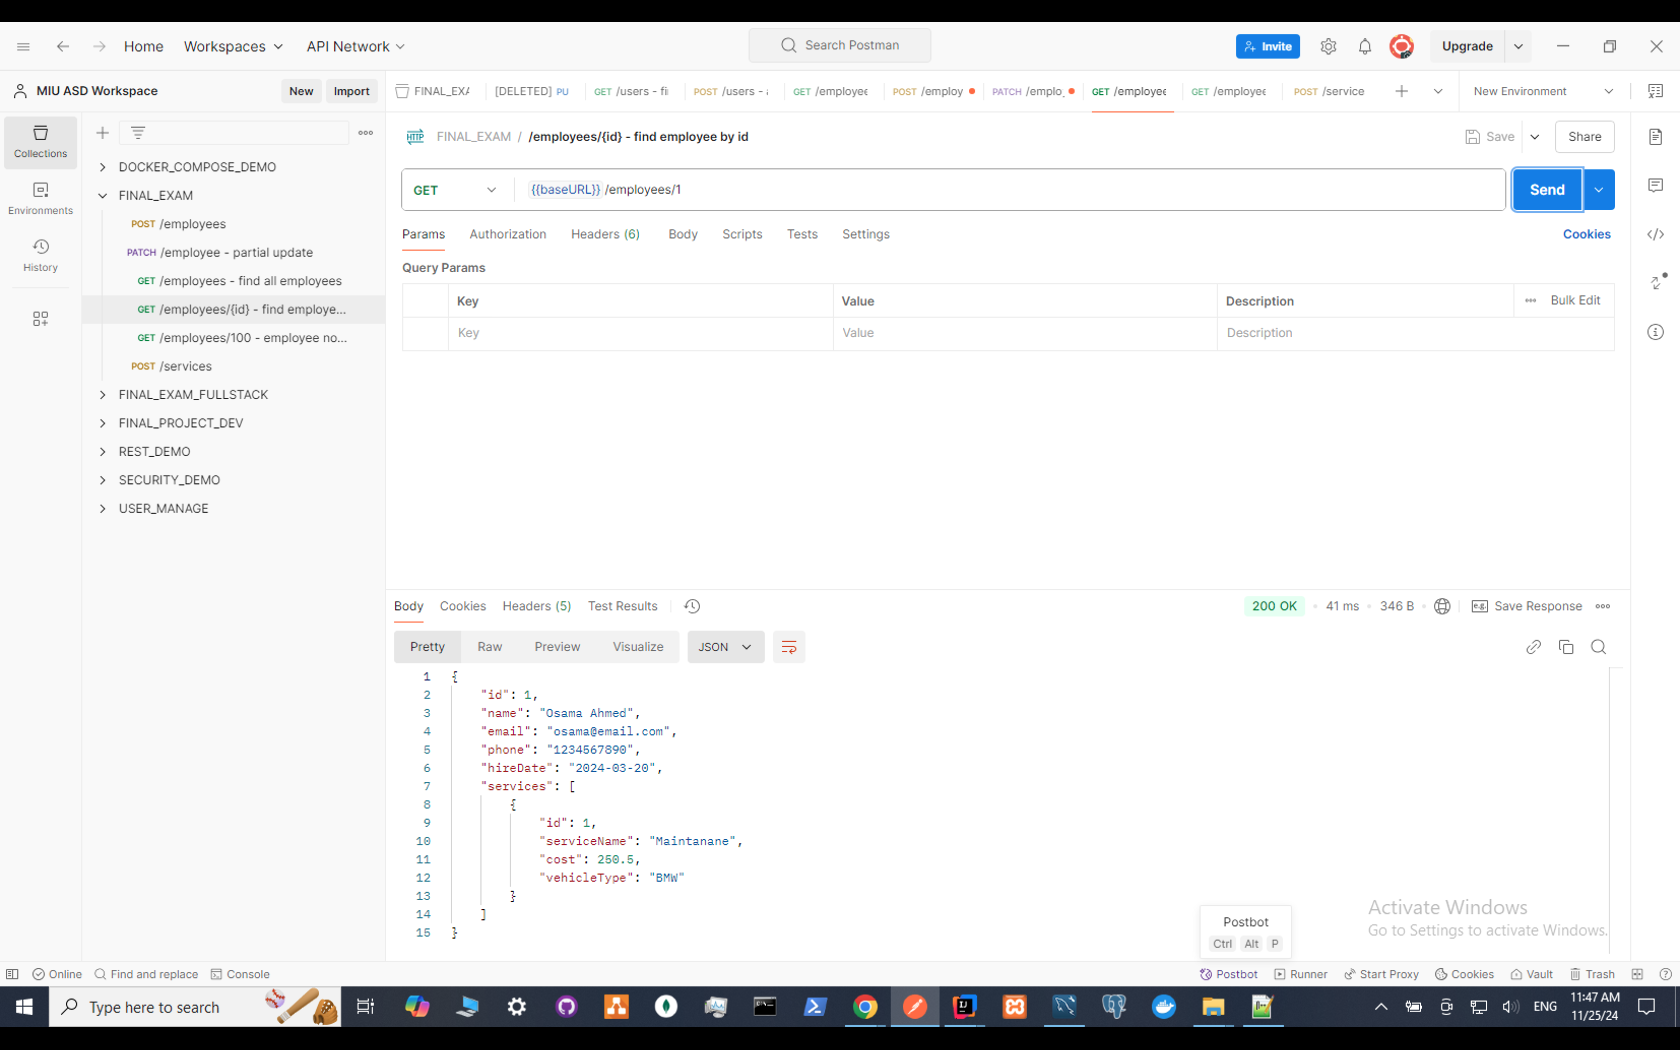 Home
Workspaces
API Network
Search Postman
Invite
Upgrade
MIU ASD Workspace
New
Import
FINAL_EXA
[DELETED] PU
GET /users - fi
POST /users -
GET /employee
POST /employ
PATCH /emplo
GET /employee
GET /employee
POST /service
New Environment
Collections
Environments
History
DOCKER_COMPOSE_DEMO
FINAL_EXAM
POST /employees
PATCH /employee - partial update
GET /employees - find all employees
GET /employees/{id} - find employe...
GET /employees/100 - employee no...
POST /services
FINAL_EXAM_FULLSTACK
FINAL_PROJECT_DEV
REST_DEMO
SECURITY_DEMO
USER_MANAGE
HTTP FINAL_EXAM / /employees/{id} - find employee by id
Save
Share
GET
{{baseURL}} /employees/1
Send
Params
Authorization
Headers (6)
Body
Scripts
Tests
Settings
Cookies
Query Params
Key
Value
Description
Bulk Edit
Key
Value
Description
Body
Cookies
Headers (5)
Test Results
200 OK
41 ms
346 B
e.g. Save Response
Pretty
Raw
Preview
Visualize
JSON
1 {
2 "id": 1,
3 "name": "Osama Ahmed",
4 "email": "osama@email.com",
5 "phone": "1234567890",
6 "hireDate": "2024-03-20",
7 "services": [
8 {
9 "id": 1,
10 "serviceName": "Maintanane",
11 "cost": 250.5,
12 "vehicleType": "BMW"
13 }
14 ]
15 }
Postbot
Ctrl Alt P
Activate Windows
Go to Settings to activate Windows.
Online
Find and replace
Console
Postbot
Runner
Start Proxy
Cookies
Vault
Trash
Type here to search
ENG
11:47 AM
11/25/24